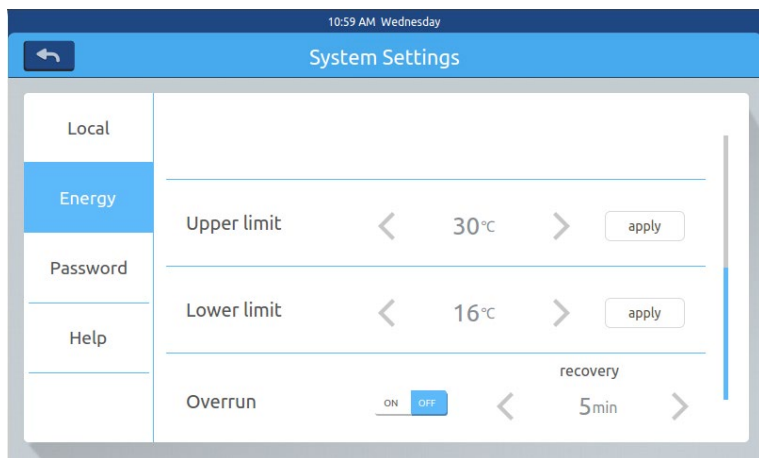 10:59 AM Wednesday
System Settings
Local
Energy
Password
Help
Upper limit 30°C apply
Lower limit 16°C apply
recovery
Overrun ON OFF 5min